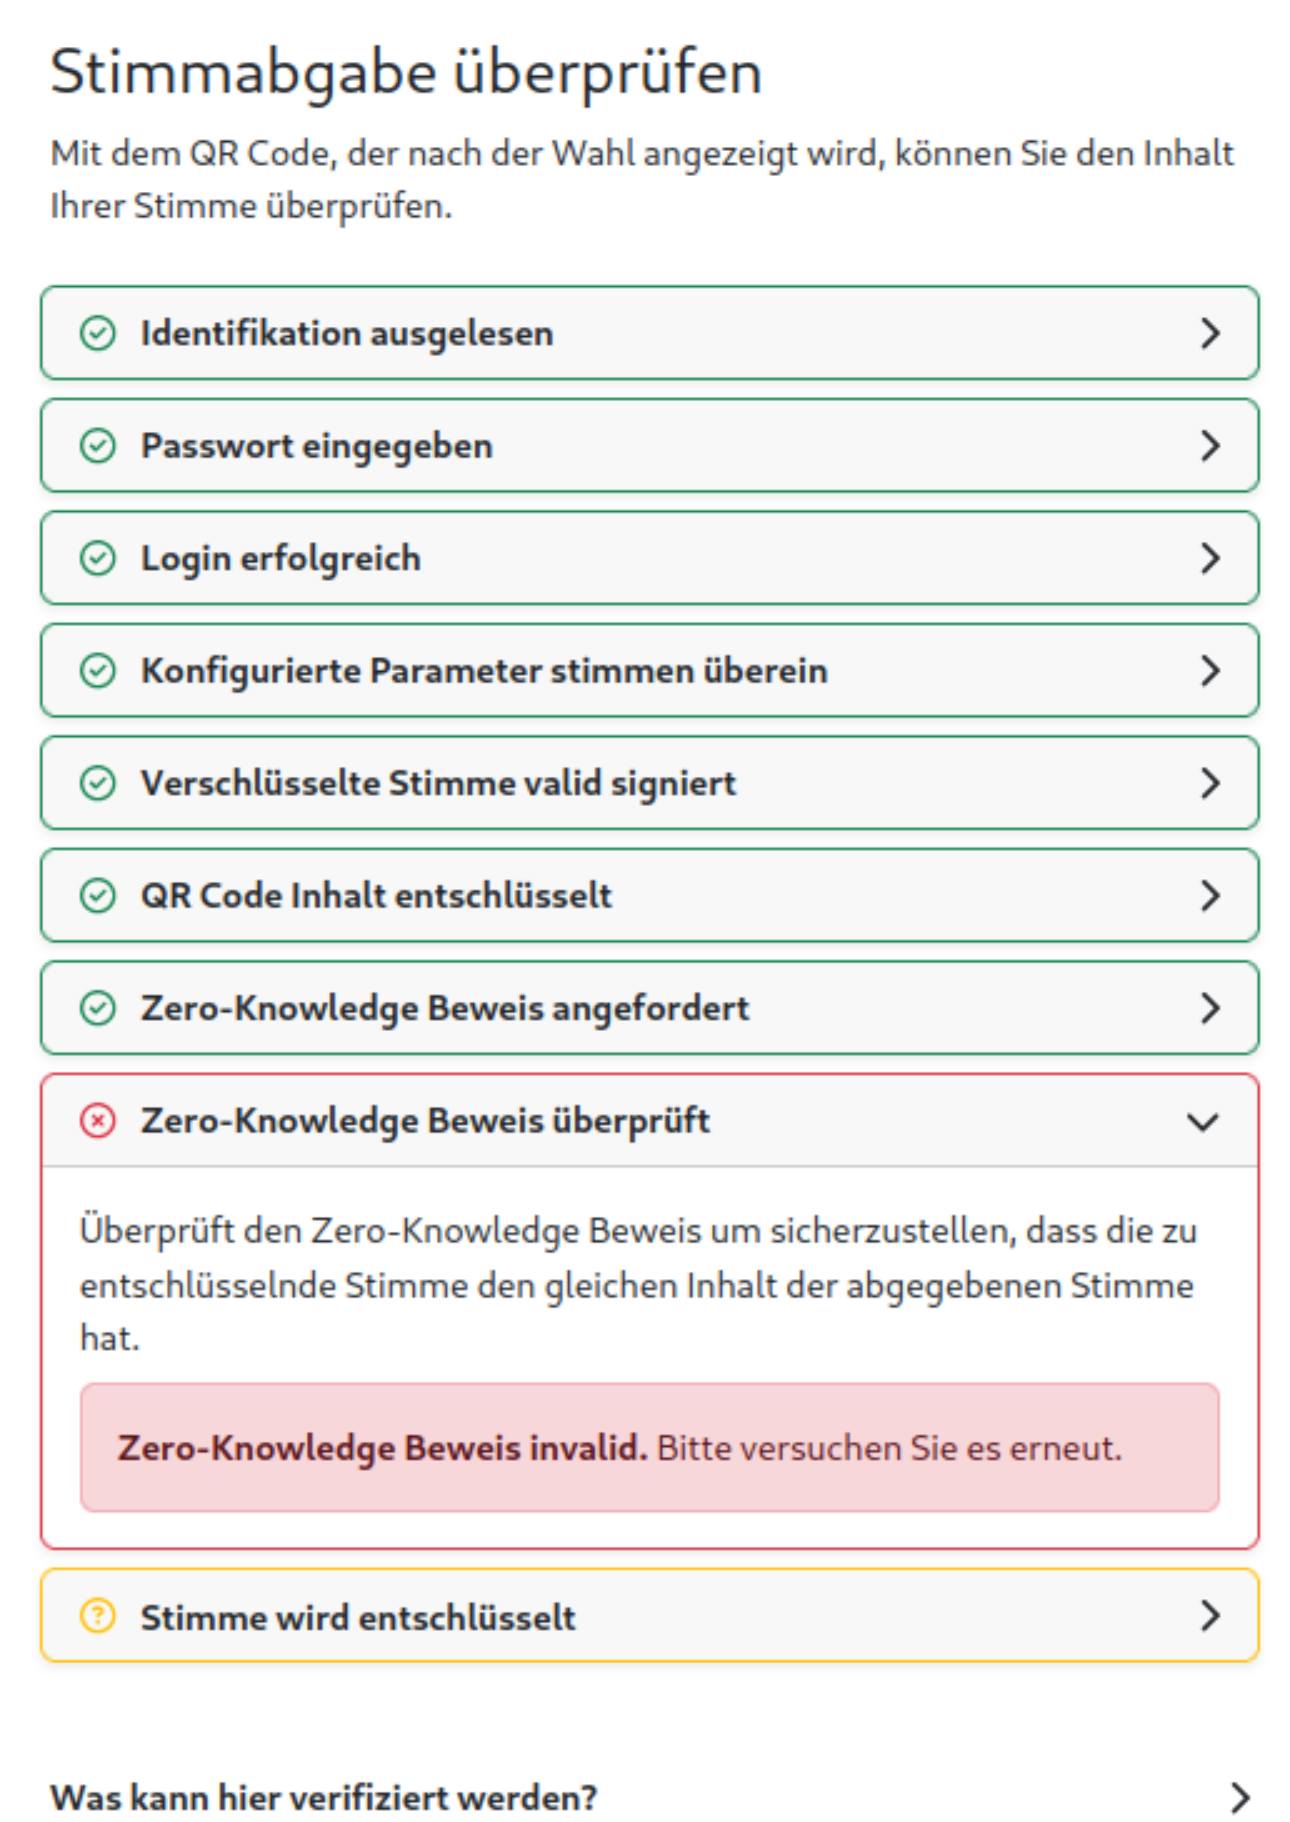 Stimmabgabe überprüfen
Mit dem QR Code, der nach der Wahl angezeigt wird, können Sie den Inhalt
Ihrer Stimme überprüfen.
Identifikation ausgelesen
Passwort eingegeben
Login erfolgreich
Konfigurierte Parameter stimmen überein
Verschlüsselte Stimme valid signiert
QR Code Inhalt entschlüsselt
Zero-Knowledge Beweis angefordert
Zero-Knowledge Beweis überprüft
Überprüft den Zero-Knowledge Beweis um sicherzustellen, dass die zu
entschlüsselnde Stimme den gleichen Inhalt der abgegebenen Stimme
hat.
Zero-Knowledge Beweis invalid. Bitte versuchen Sie es erneut.
Stimme wird entschlüsselt
Was kann hier verifiziert werden?